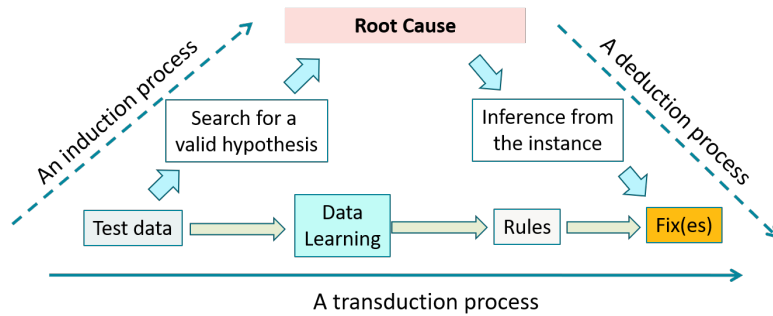 Root Cause
An induction process
A deduction process
Search for a
valid hypothesis
Inference from
the instance
Test data
Data
Learning
Rules
Fix(es)
A transduction process